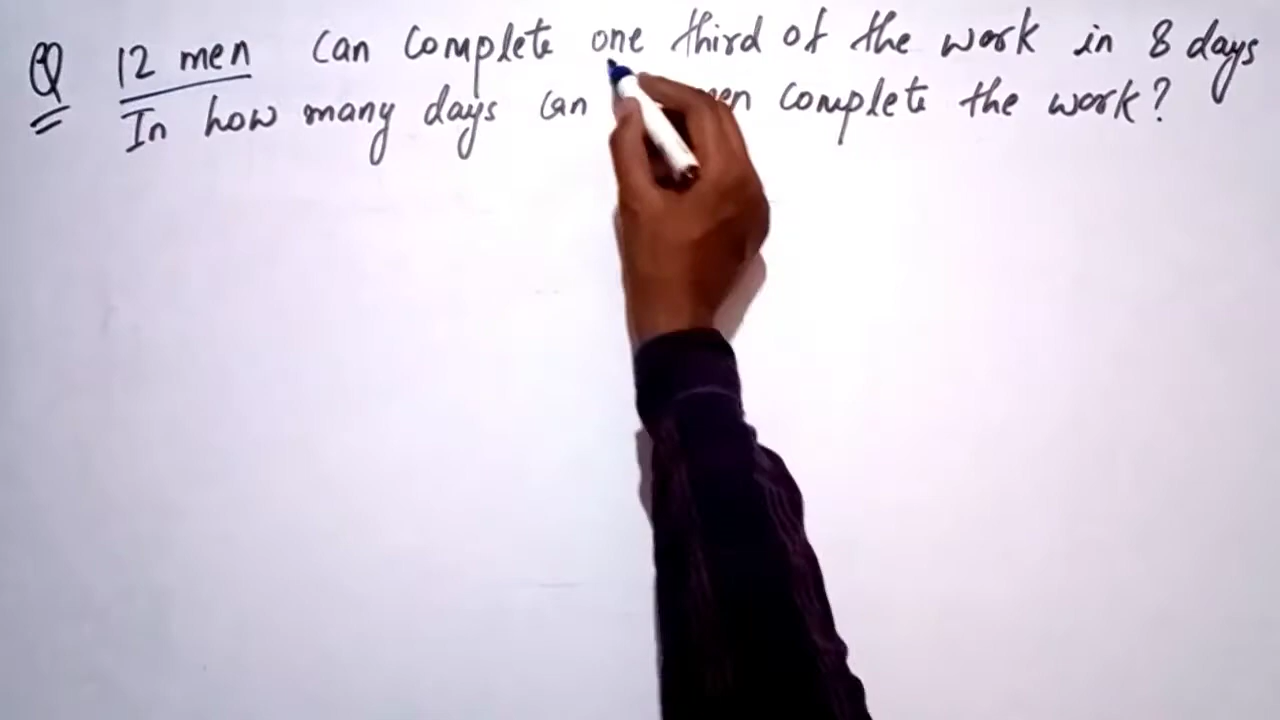 Q 12 men can complete one third of the work in 8 days
In how many days can complete the work?